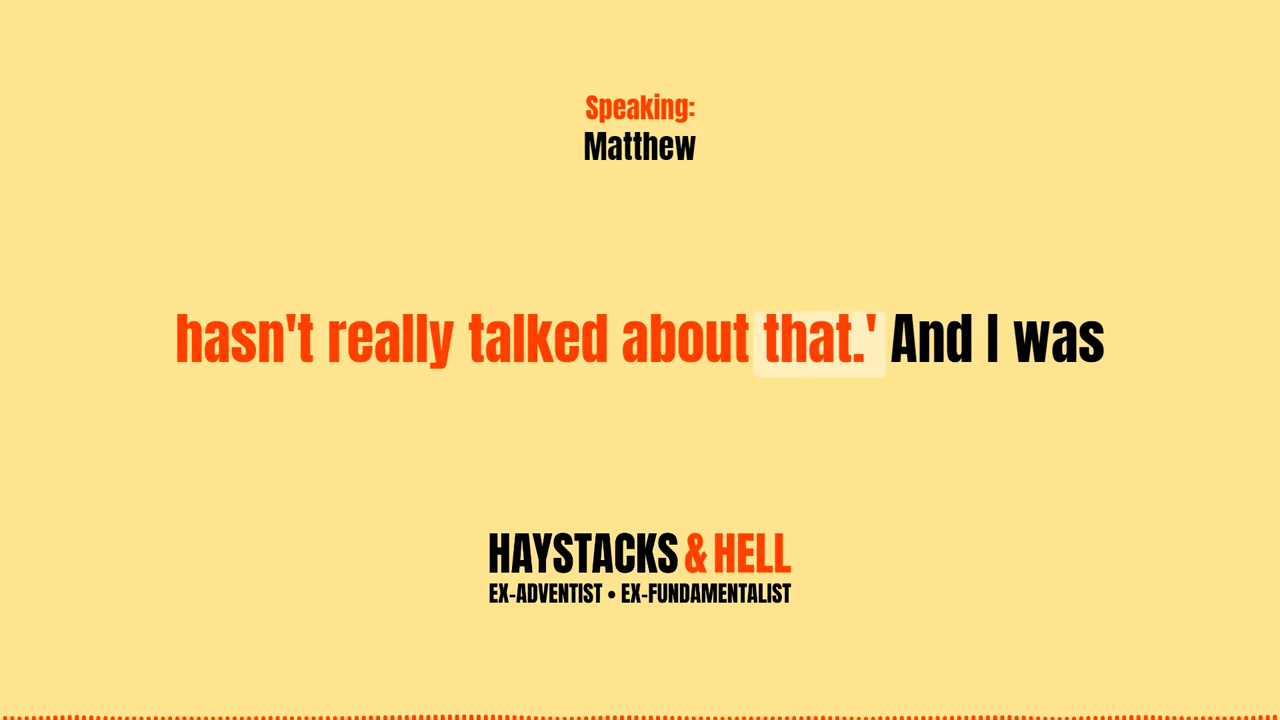 Speaking:
Matthew
hasn't really talked about that.' And I was
HAYSTACKS & HELL
EX-ADVENTIST • EX-FUNDAMENTALIST